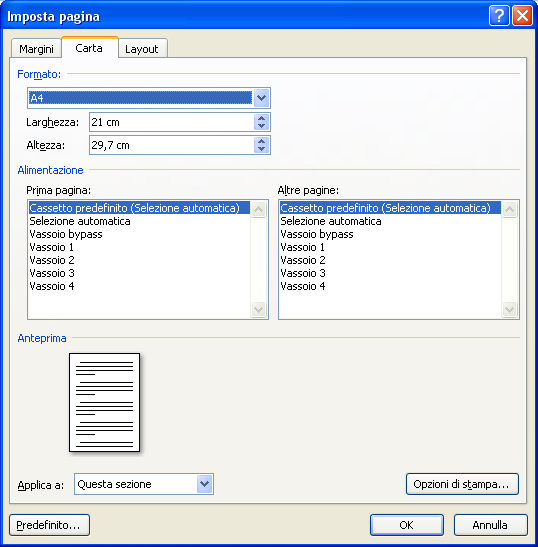 Imposta pagina
Margini Carta Layout
Formato:
A4
Larghezza: 21 cm
Altezza: 29,7 cm
Alimentazione
Prima pagina: Altre pagine:
Cassetto predefinito (Selezione automatica) Cassetto predefinito (Selezione automatica)
Selezione automatica Selezione automatica
Vassoio bypass Vassoio bypass
Vassoio 1 Vassoio 1
Vassoio 2 Vassoio 2
Vassoio 3 Vassoio 3
Vassoio 4 Vassoio 4
Anteprima
Applica a: Questa sezione Opzioni di stampa...
Predefinito... OK Annulla